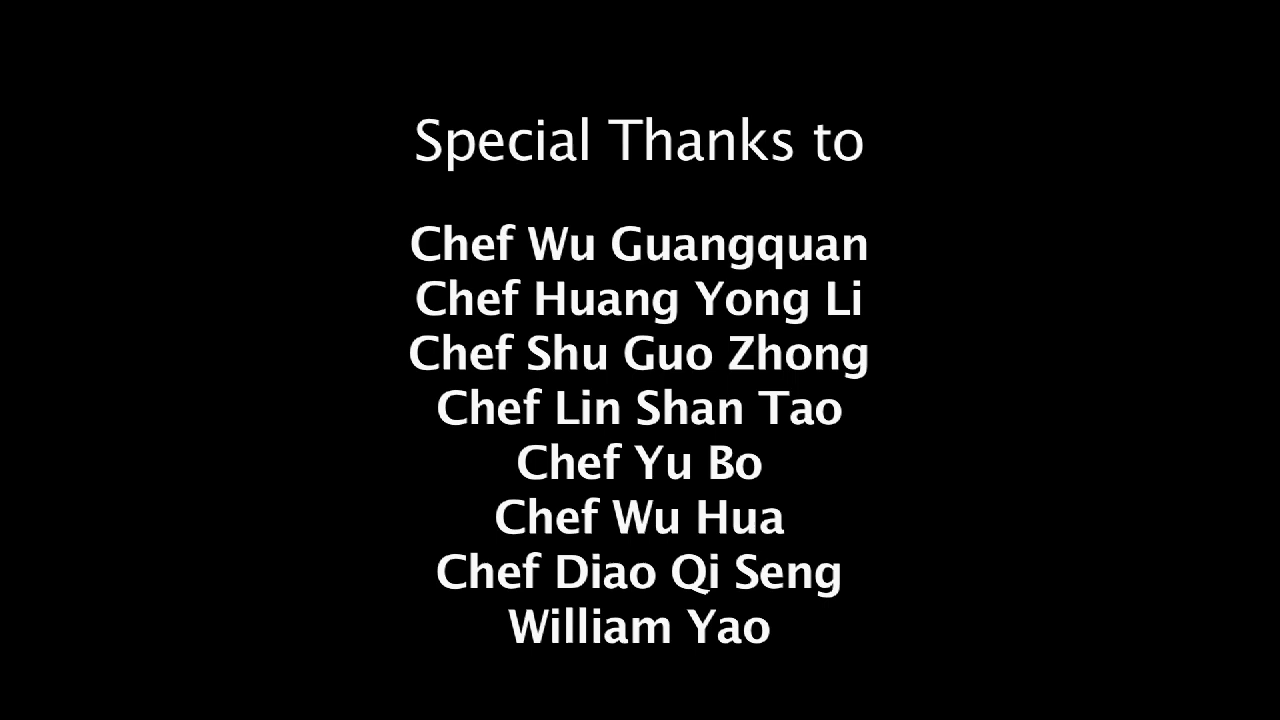 Special Thanks to
Chef Wu Guangquan
Chef Huang Yong Li
Chef Shu Guo Zhong
Chef Lin Shan Tao
Chef Yu Bo
Chef Wu Hua
Chef Diao Qi Seng
William Yao